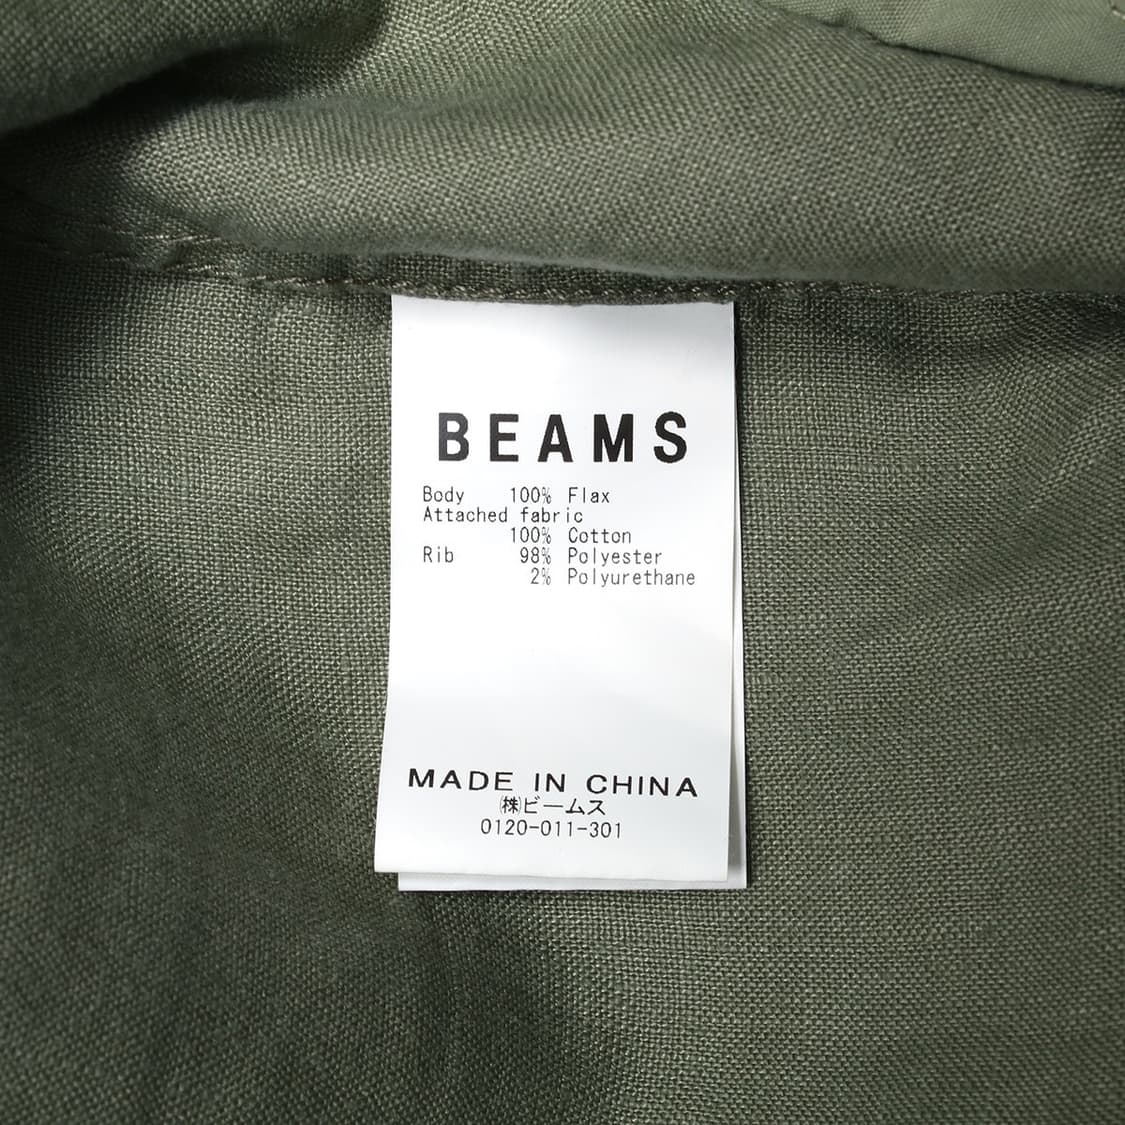 BEAMS
Body 100% Flax
Attached fabric
100% Cotton
Rib 98% Polyester
2% Polyurethane
MADE IN CHINA
㈱ビームス
0120-011-301